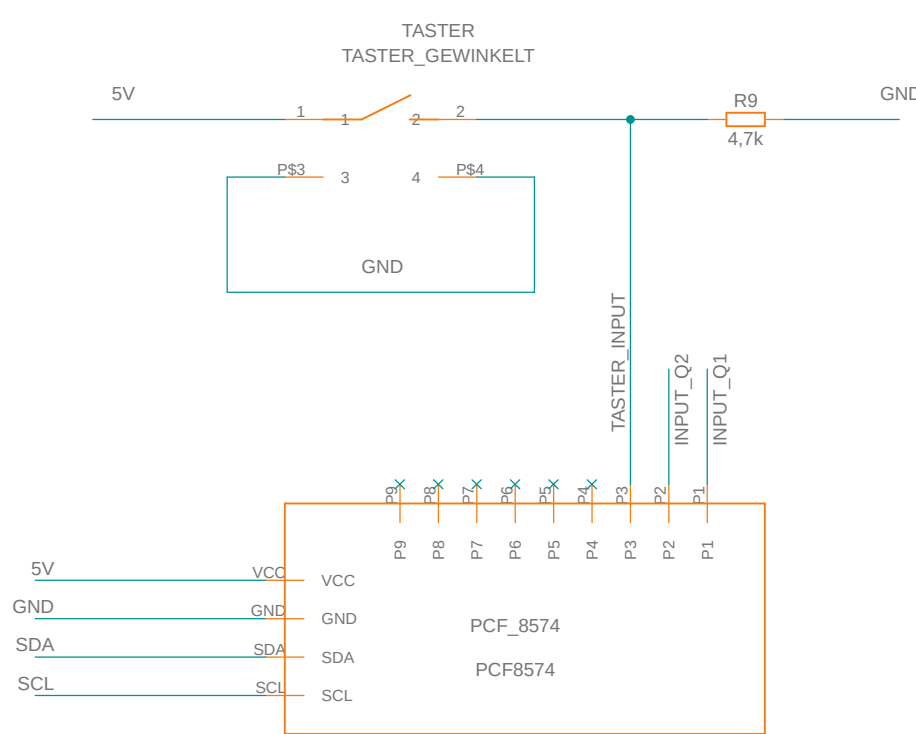 TASTER
TASTER_GEWINKELT
5V
1
1
2
2
R9
4,7k
GND
P$3
3
4
P$4
GND
TASTER_INPUT
INPUT_Q2
INPUT_Q1
P9
P8
P7
P6
P5
P4
P3
P2
P1
P9
P8
P7
P6
P5
P4
P3
P2
P1
5V
VCC
VCC
GND
GND
GND
SDA
SDA
SDA
SCL
SCL
SCL
PCF_8574
PCF8574